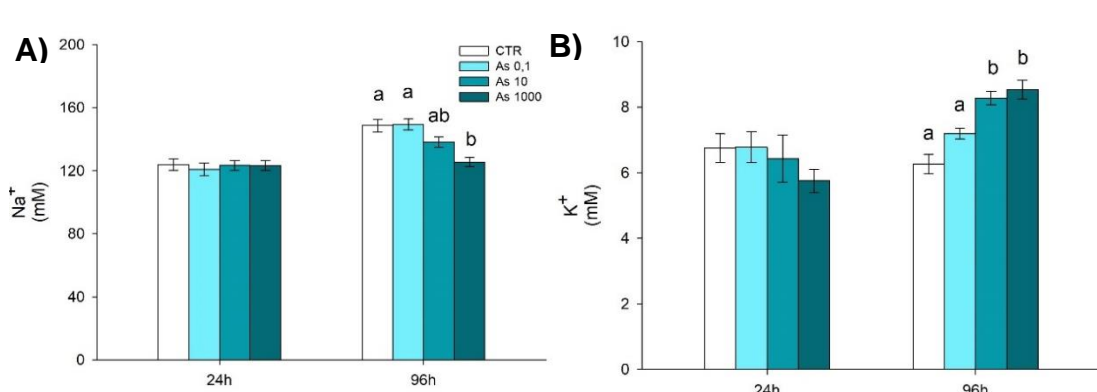 A)
200
160
120
80
40
0
Na+
(mM)
CTR
As 0,1
As 10
As 1000
a a ab b
24h 96h
B)
10
8
6
4
2
0
K+
(mM)
a a b b
24h 96h